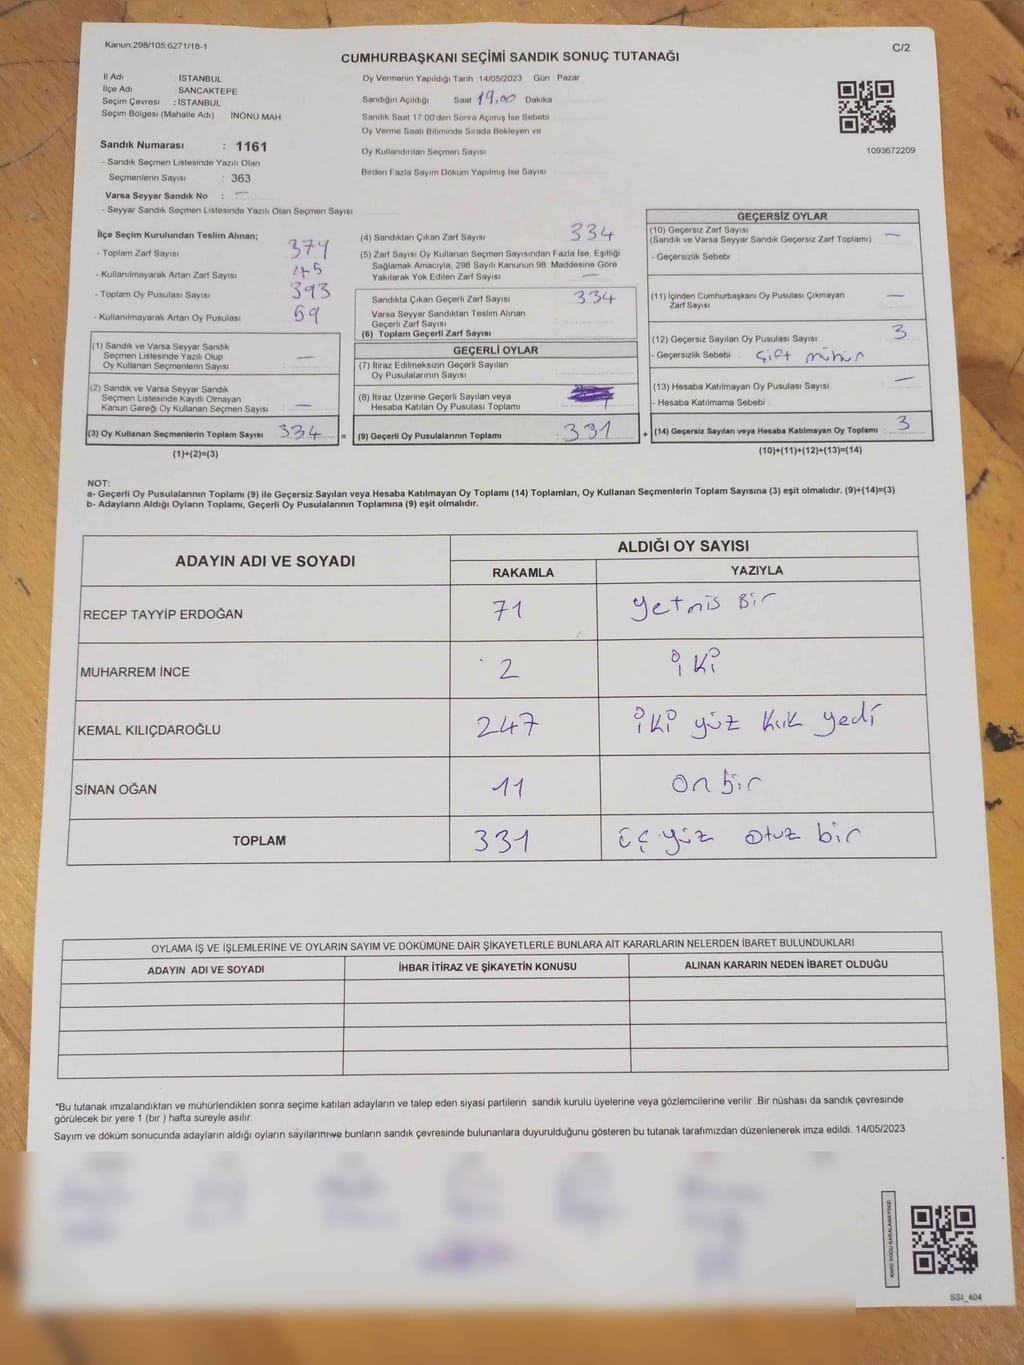 Kanun:298/105;6271/16-1
C/2
CUMHURBAŞKANI SEÇİMİ SANDIK SONUÇ TUTANAĞI
İl Adı İSTANBUL
İlçe Adı SANCAKTEPE
Seçim Çevresi : İSTANBUL
Seçim Bölgesi (Mahalle Adı) : İNÖNÜ MAH
Sandık Numarası : 1161
- Sandık Seçmen Listesinde Yazılı Olan
Seçmenlerin Sayısı : 363
Varsa Seyyar Sandık No : —
- Seyyar Sandık Seçmen Listesinde Yazılı Olan Seçmen Sayısı
Oy Vermenin Yapıldığı Tarih 14/05/2023 Gün : Pazar
Sandığın Açıldığı Saat 19.00 Dakika
Sandık Saat 17 00'den Sonra Açımış İse Sebebi
Oy Verme Saati Bitiminde Sırada Bekleyen ve
Oy Kullandırılan Seçmen Sayısı
Birden Fazla Sayım Döküm Yapılmış İse Sayısı
1093672209
İlçe Seçim Kurulundan Teslim Alınan;
- Toplam Zarf Sayısı 379
- Kullanılmayarak Artan Zarf Sayısı 45
- Toplam Oy Pusulası Sayısı 393
- Kullanılmayarak Artan Oy Pusulası 59
(1) Sandık ve Varsa Seyyar Sandık
Seçmen Listesinde Yazılı Olup
Oy Kullanan Seçmenlerin Sayısı —
(2) Sandık ve Varsa Seyyar Sandık
Seçmen Listesinde Kayıtlı Olmayan
Kanun Gereği Oy Kullanan Seçmen Sayısı —
(3) Oy Kullanan Seçmenlerin Toplam Sayısı 334 =
(1)+(2)=(3)
(4) Sandıktan Çıkan Zarf Sayısı 334
(5) Zarf Sayısı Oy Kullanan Seçmen Sayısından Fazla İse, Eşitliği
Sağlamak Amacıyla, 298 Sayılı Kanunun 98. Maddesine Göre
Yakılarak Yok Edilen Zarf Sayısı —
Sandıkta Çıkan Geçerli Zarf Sayısı 334
Varsa Seyyar Sandıktan Teslim Alınan
Geçerli Zarf Sayısı
(6) Toplam Geçerli Zarf Sayısı
GEÇERLİ OYLAR
(7) İtiraz Edilmeksizin Geçerli Sayılan
Oy Pusulalarının Sayısı
(8) İtiraz Üzerine Geçerli Sayılan veya
Hesaba Katılan Oy Pusulası Toplamı
(9) Geçerli Oy Pusulalarının Toplamı 331 +
GEÇERSİZ OYLAR
(10) Geçersiz Zarf Sayısı
(Sandık ve Varsa Seyyar Sandık Geçersiz Zarf Toplamı) —
- Geçersizlik Sebebi
(11) İçinden Cumhurbaşkanı Oy Pusulası Çıkmayan
Zarf Sayısı —
(12) Geçersiz Sayılan Oy Pusulası Sayısı 3
- Geçersizlik Sebebi : Çift mühür
(13) Hesaba Katılmayan Oy Pusulası Sayısı —
- Hesaba Katılmama Sebebi
(14) Geçersiz Sayılan veya Hesaba Katılmayan Oy Toplamı 3
(10)+(11)+(12)+(13)=(14)
NOT:
a- Geçerli Oy Pusulalarının Toplamı (9) ile Geçersiz Sayılan veya Hesaba Katılmayan Oy Toplamı (14) Toplamları, Oy Kullanan Seçmenlerin Toplam Sayısına (3) eşit olmalıdır. (9)+(14)=(3)
b- Adayların Aldığı Oyların Toplamı, Geçerli Oy Pusulalarının Toplamına (9) eşit olmalıdır.
ADAYIN ADI VE SOYADI ALDIĞI OY SAYISI
RAKAMLA YAZIYLA
RECEP TAYYİP ERDOĞAN 71 yetmis Bir
MUHARREM İNCE 2 iki
KEMAL KILIÇDAROĞLU 247 iki yüz kırk yedi
SİNAN OĞAN 11 on bir
TOPLAM 331 üç yüz otuz bir
OYLAMA İŞ VE İŞLEMLERİNE VE OYLARIN SAYIM VE DÖKÜMÜNE DAİR ŞİKAYETLERLE BUNLARA AİT KARARLARIN NELERDEN İBARET BULUNDUKLARI
ADAYIN ADI VE SOYADI İHBAR İTİRAZ VE ŞİKAYETİN KONUSU ALINAN KARARIN NEDEN İBARET OLDUĞU
*Bu tutanak imzalandıktan ve mühürlendikten sonra seçime katılan adayların ve talep eden siyasi partilerin sandık kurulu üyelerine veya gözlemcilerine verilir. Bir nüshası da sandık çevresinde
görülecek bir yere 1 (bir) hafta süreyle asılır.
Sayım ve döküm sonucunda adayların aldığı oyların sayılarını ve bunların sandık çevresinde bulunanlara duyurulduğunu gösteren bu tutanak tarafımızdan düzenlenerek imza edildi. 14/05/2023
KARE KODU KARALAMAYINIZ!
SSI_404